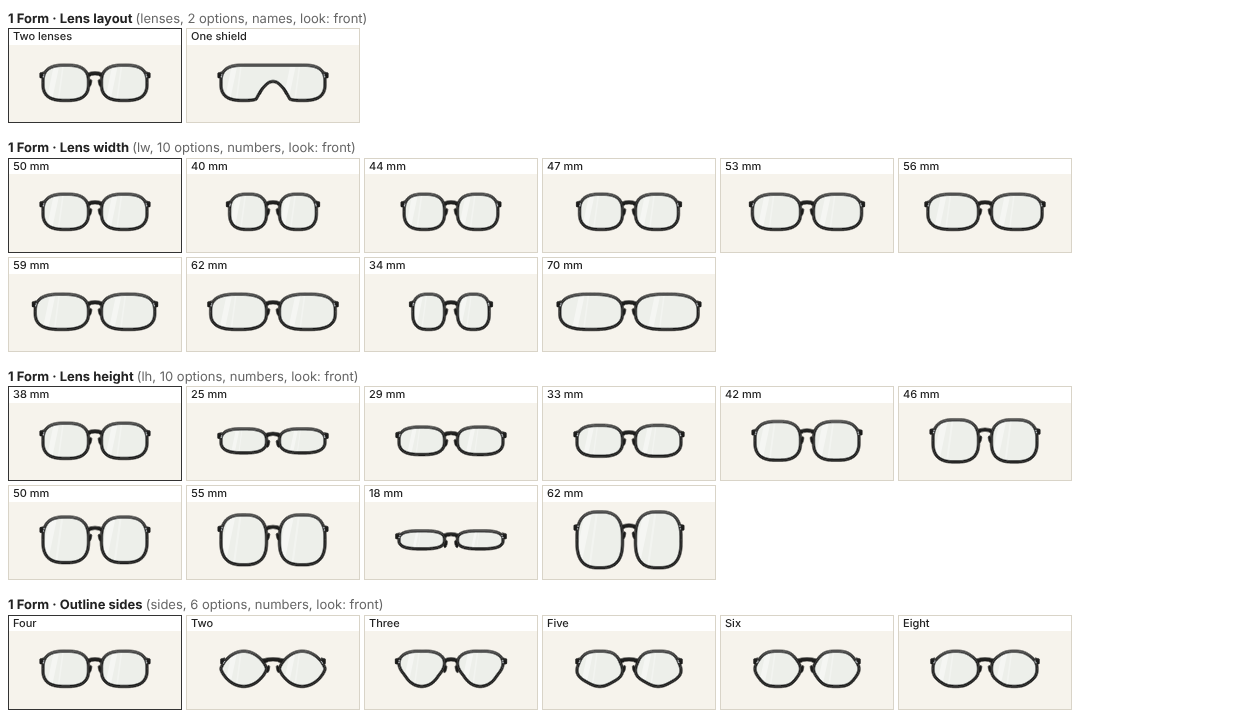 1 Form · Lens layout (lenses, 2 options, names, look: front)
Two lenses One shield
1 Form · Lens width (lw, 10 options, numbers, look: front)
50 mm 40 mm 44 mm 47 mm 53 mm 56 mm
59 mm 62 mm 34 mm 70 mm
1 Form · Lens height (lh, 10 options, numbers, look: front)
38 mm 25 mm 29 mm 33 mm 42 mm 46 mm
50 mm 55 mm 18 mm 62 mm
1 Form · Outline sides (sides, 6 options, numbers, look: front)
Four Two Three Five Six Eight